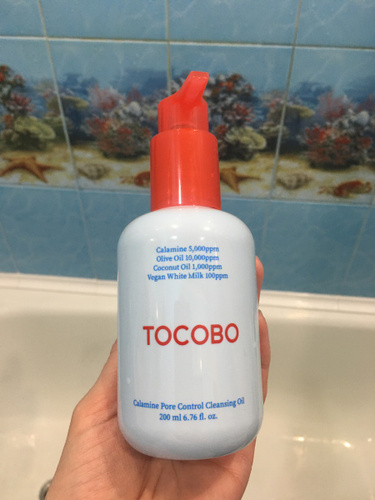 Calamine 5,000ppm
Olive Oil 10,000ppm
Coconut Oil 1,000ppm
Vegan White Milk 100ppm
TOCOBO
Calamine Pore Control Cleansing Oil
200 ml 6.76 fl. oz.